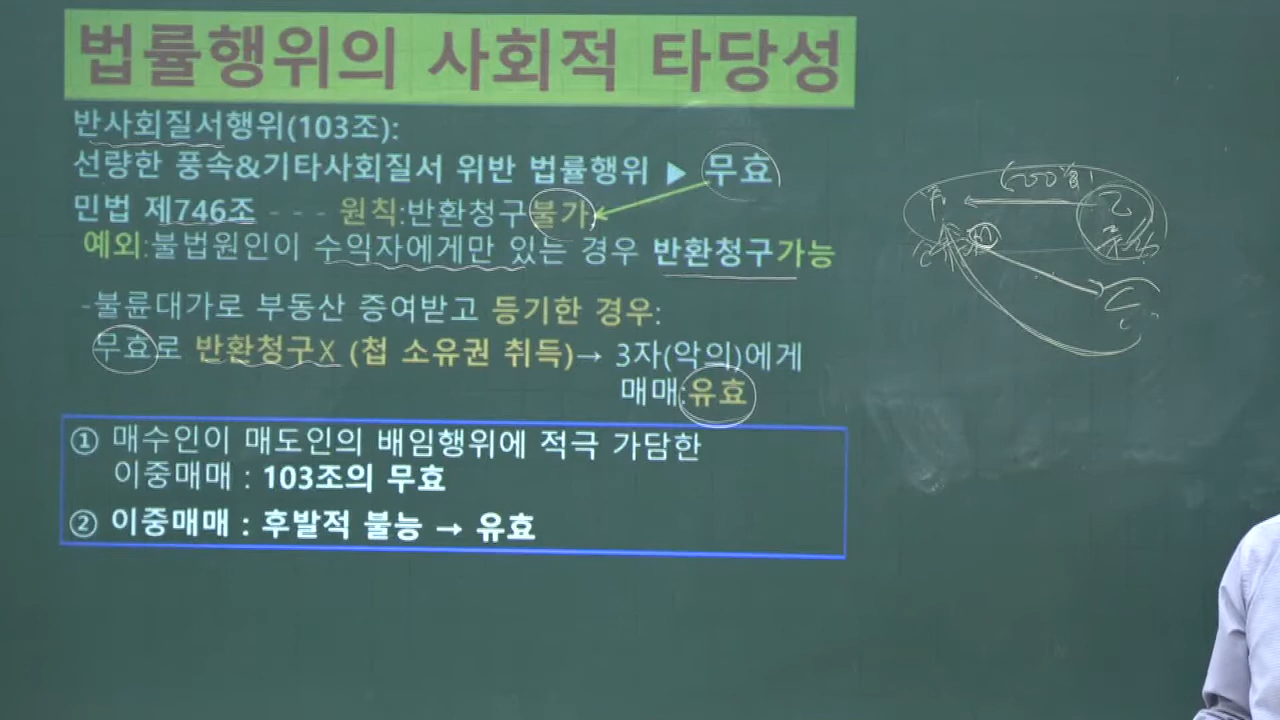 법률행위의 사회적 타당성
반사회질서행위(103조):
선량한 풍속&기타사회질서 위반 법률행위 ▶ 무효
민법 제746조 --- 원칙:반환청구불가
예외:불법원인이 수익자에게만 있는 경우 반환청구가능
-불륜대가로 부동산 증여받고 등기한 경우:
무효로 반환청구X (첩 소유권 취득)→ 3자(악의)에게
매매:유효
① 매수인이 매도인의 배임행위에 적극 가담한
이중매매 : 103조의 무효
② 이중매매 : 후발적 불능 → 유효